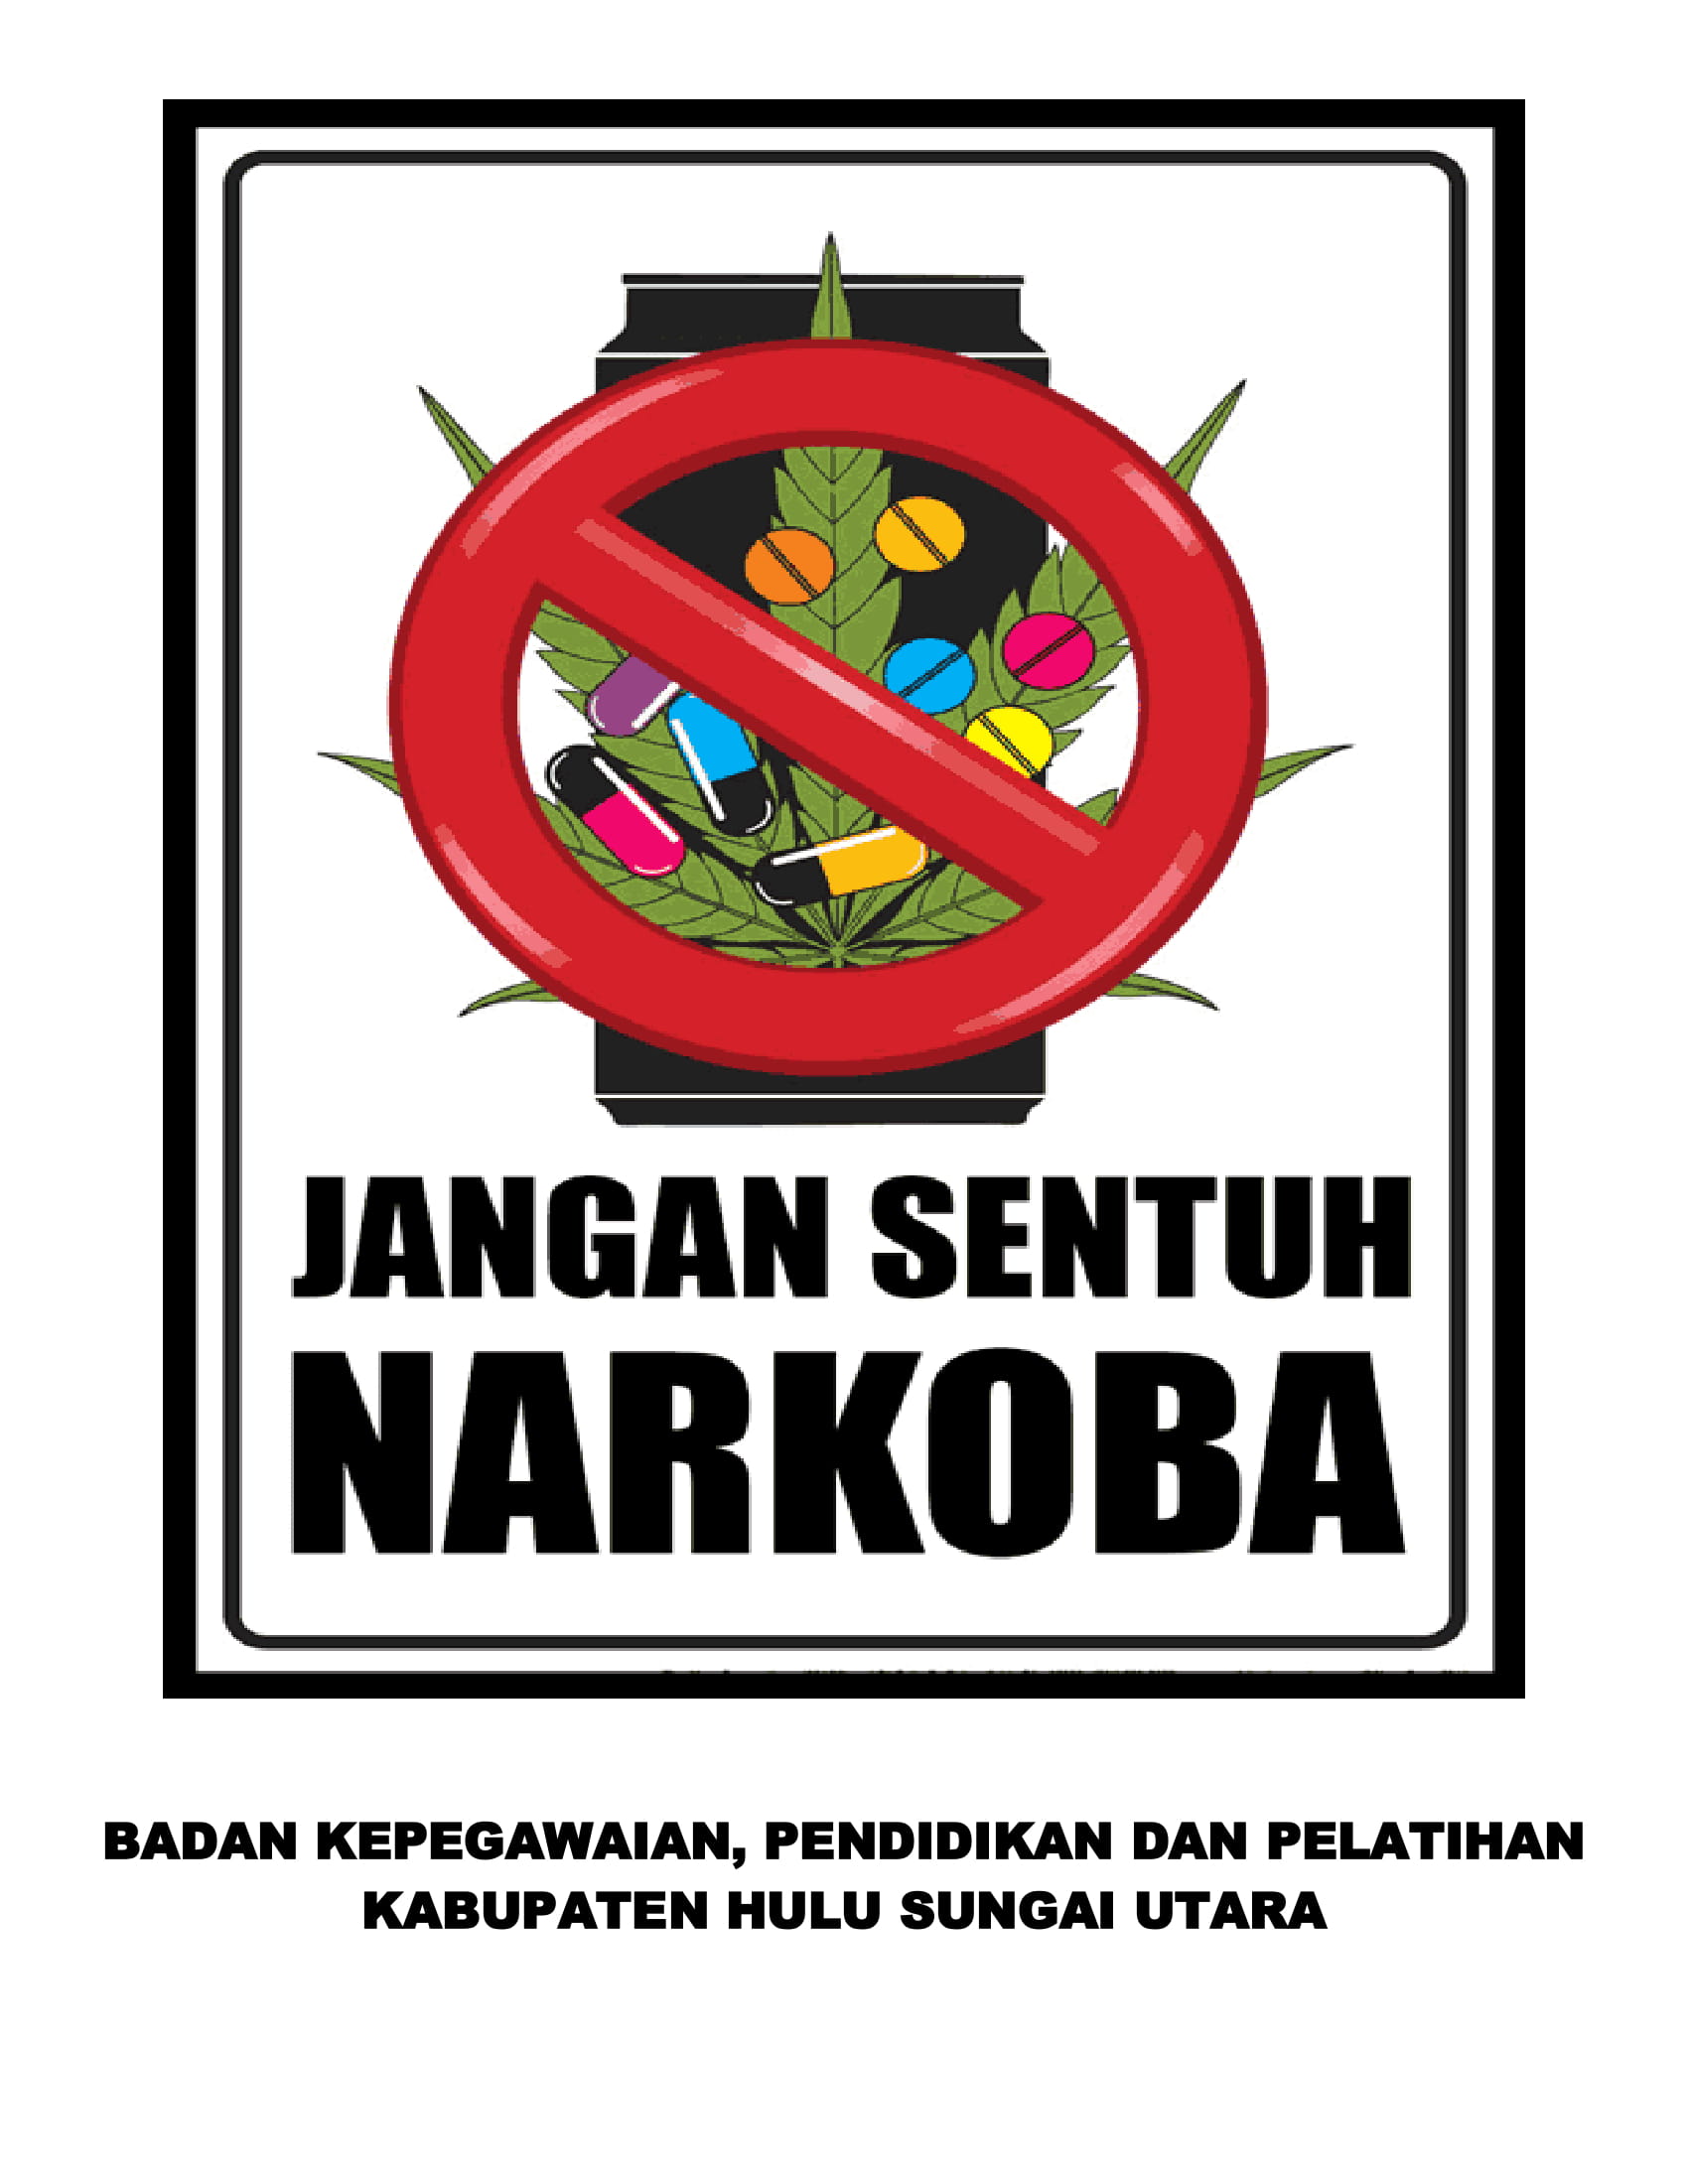 JANGAN SENTUH
NARKOBA
BADAN KEPEGAWAIAN, PENDIDIKAN DAN PELATIHAN
KABUPATEN HULU SUNGAI UTARA